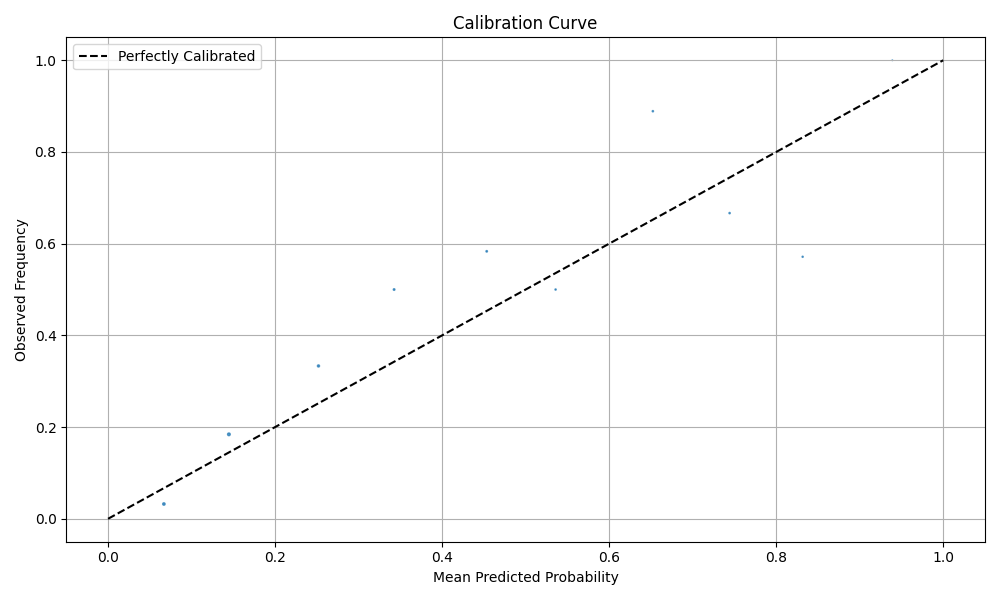 Calibration Curve
Perfectly Calibrated
1.0
0.8
0.6
0.4
0.2
0.0
Observed Frequency
0.0 0.2 0.4 0.6 0.8 1.0
Mean Predicted Probability